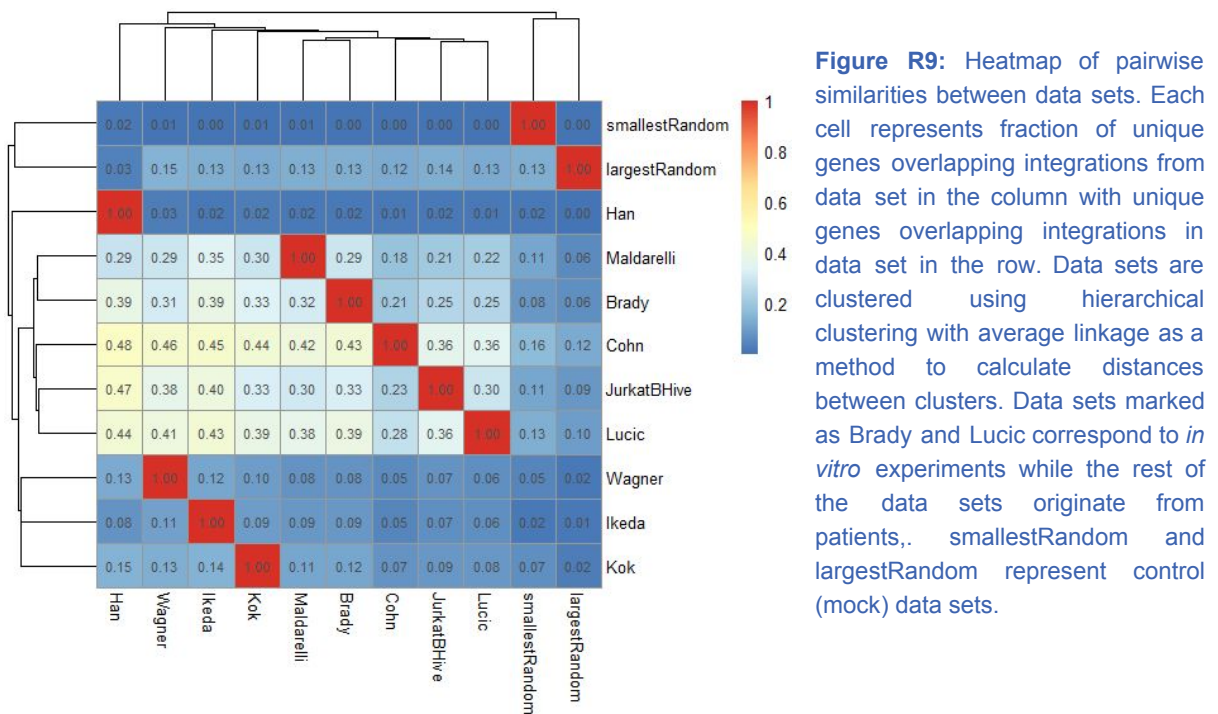 0.02 0.01 0.00 0.01 0.01 0.00 0.00 0.00 0.00 1.00 0.00 smallestRandom
0.03 0.15 0.13 0.13 0.13 0.13 0.12 0.14 0.13 0.13 1.00 largestRandom
1.00 0.03 0.02 0.02 0.02 0.02 0.01 0.02 0.01 0.02 0.00 Han
0.29 0.29 0.35 0.30 1.00 0.29 0.18 0.21 0.22 0.11 0.06 Maldarelli
0.39 0.31 0.39 0.33 0.32 1.00 0.21 0.25 0.25 0.08 0.06 Brady
0.48 0.46 0.45 0.44 0.42 0.43 1.00 0.36 0.36 0.16 0.12 Cohn
0.47 0.38 0.40 0.33 0.30 0.33 0.23 1.00 0.30 0.11 0.09 JurkatBHive
0.44 0.41 0.43 0.39 0.38 0.39 0.28 0.36 1.00 0.13 0.10 Lucic
0.13 1.00 0.12 0.10 0.08 0.08 0.05 0.07 0.06 0.05 0.02 Wagner
0.08 0.11 1.00 0.09 0.09 0.09 0.05 0.07 0.06 0.02 0.01 Ikeda
0.15 0.13 0.14 1.00 0.11 0.12 0.07 0.09 0.08 0.07 0.02 Kok
Han
Wagner
Ikeda
Kok
Maldarelli
Brady
Cohn
JurkatBHive
Lucic
smallestRandom
largestRandom
1
0.8
0.6
0.4
0.2
Figure R9: Heatmap of pairwise
similarities between data sets. Each
cell represents fraction of unique
genes overlapping integrations from
data set in the column with unique
genes overlapping integrations in
data set in the row. Data sets are
clustered using hierarchical
clustering with average linkage as a
method to calculate distances
between clusters. Data sets marked
as Brady and Lucic correspond to in
vitro experiments while the rest of
the data sets originate from
patients,. smallestRandom and
largestRandom represent control
(mock) data sets.